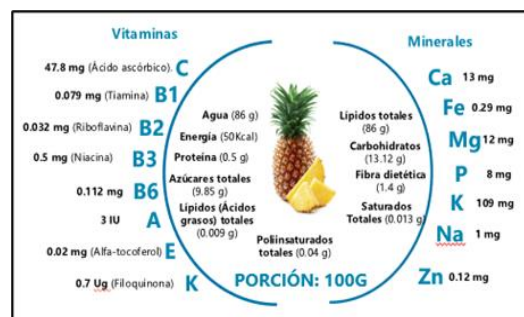 Vitaminas
47.8 mg (Ácido ascórbico). C
0.079 mg (Tiamina) B1
0.032 mg (Riboflavina) B2
0.5 mg (Niacina) B3
0.112 mg B6
3 IU A
0.02 mg (Alfa-tocoferol) E
0.7 Ug (Filoquinona) K
Agua (86 g)
Energía (50Kcal)
Proteína (0.5 g)
Azúcares totales
(9.85 g)
Lípidos (Ácidos
grasos) totales
(0.009 g)
Lípidos totales
(86 g)
Carbohidratos
(13.12 g)
Fibra dietética
(1.4 g)
Saturados
Totales (0.013 g)
Poliinsaturados
totales (0.04 g)
PORCIÓN: 100G
Minerales
Ca 13 mg
Fe 0.29 mg
Mg 12 mg
P 8 mg
K 109 mg
Na 1 mg
Zn 0.12 mg